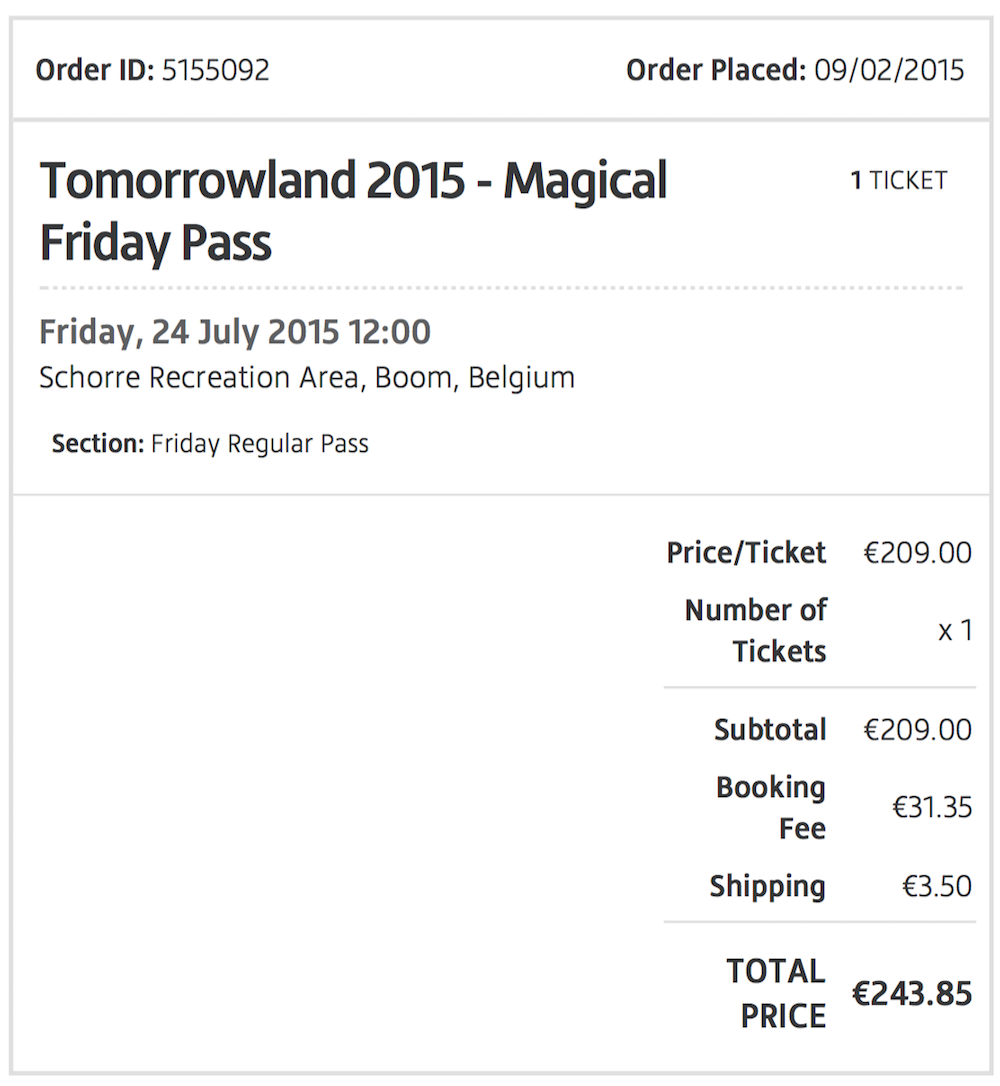 Order ID: 5155092
Order Placed: 09/02/2015
Tomorrowland 2015 - Magical
Friday Pass
1 TICKET
Friday, 24 July 2015 12:00
Schorre Recreation Area, Boom, Belgium
Section: Friday Regular Pass
Price/Ticket €209.00
Number of
Tickets
x 1
Subtotal €209.00
Booking
Fee
€31.35
Shipping €3.50
TOTAL
PRICE
€243.85